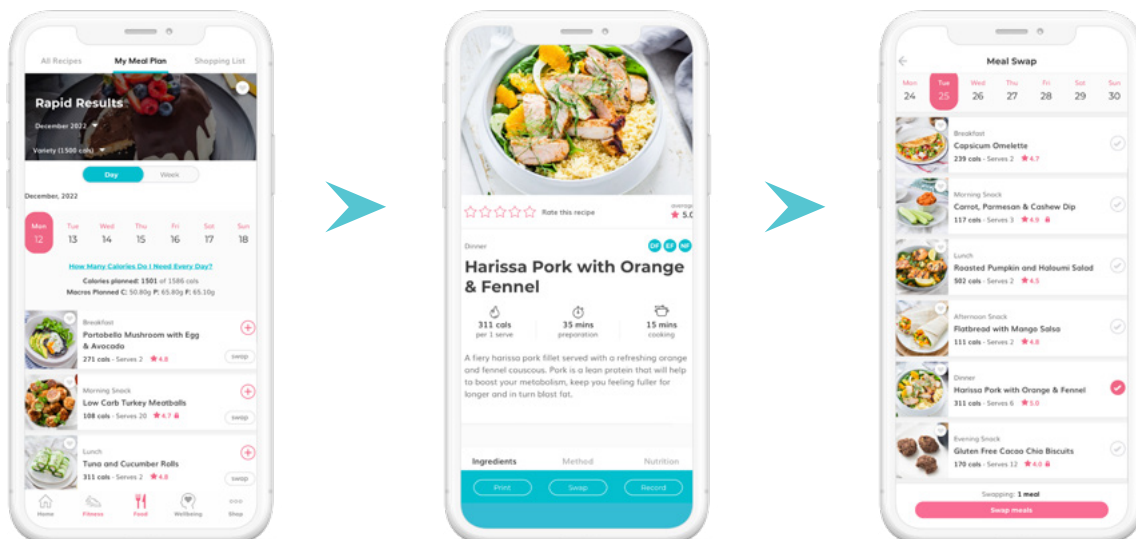 All Recipes My Meal Plan Shopping List
Rapid Results
December 2022
Variety (1500 cals)
Day Week
December, 2022
Mon Tue Wed Thu Fri Sat Sun
12 13 14 15 16 17 18
How Many Calories Do I Need Every Day?
Calories planned: 1501 of 1586 cals
Macros Planned C: 50.80g P: 65.80g F: 65.10g
Breakfast
Portobello Mushroom with Egg
& Avocado
271 cals - Serves 2 4.8
swap
Morning Snack
Low Carb Turkey Meatballs
108 cals - Serves 20 4.7
swap
Lunch
Tuna and Cucumber Rolls
311 cals - Serves 2 4.8
swap
Home Fitness Food Wellbeing Shop
Rate this recipe
average
5.0
Dinner
DF EF NF
Harissa Pork with Orange
& Fennel
311 cals 35 mins 15 mins
per 1 serve preparation cooking
A fiery harissa pork fillet served with a refreshing orange
and fennel couscous. Pork is a lean protein that will help
to boost your metabolism, keep you feeling fuller for
longer and in turn blast fat.
Ingredients Method Nutrition
Print Swap Record
Meal Swap
Mon Tue Wed Thu Fri Sat Sun
24 25 26 27 28 29 30
Breakfast
Capsicum Omelette
239 cals - Serves 2 4.7
Morning Snack
Carrot, Parmesan & Cashew Dip
117 cals - Serves 3 4.9
Lunch
Roasted Pumpkin and Haloumi Salad
502 cals - Serves 2 4.5
Afternoon Snack
Flatbread with Mango Salsa
111 cals - Serves 2 4.8
Dinner
Harissa Pork with Orange & Fennel
311 cals - Serves 6 5.0
Evening Snack
Gluten Free Cacao Chia Biscuits
170 cals - Serves 12 4.0
Swapping: 1 meal
Swap meals